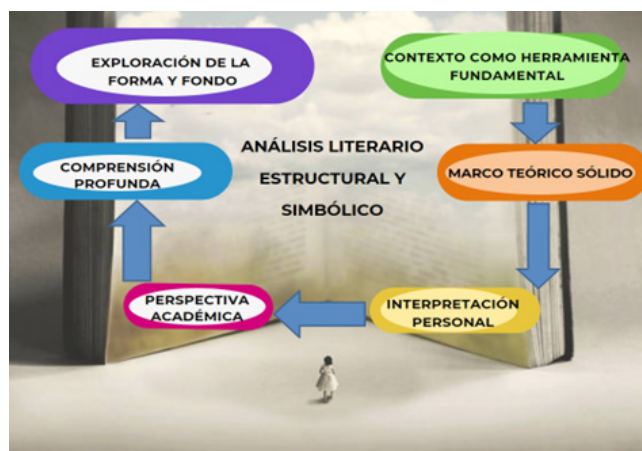 EXPLORACIÓN DE LA
FORMA Y FONDO
CONTEXTO COMO HERRAMIENTA
FUNDAMENTAL
ANÁLISIS LITERARIO
ESTRUCTURAL Y
SIMBÓLICO
COMPRENSIÓN
PROFUNDA
MARCO TEÓRICO SÓLIDO
PERSPECTIVA
ACADÉMICA
INTERPRETACIÓN
PERSONAL